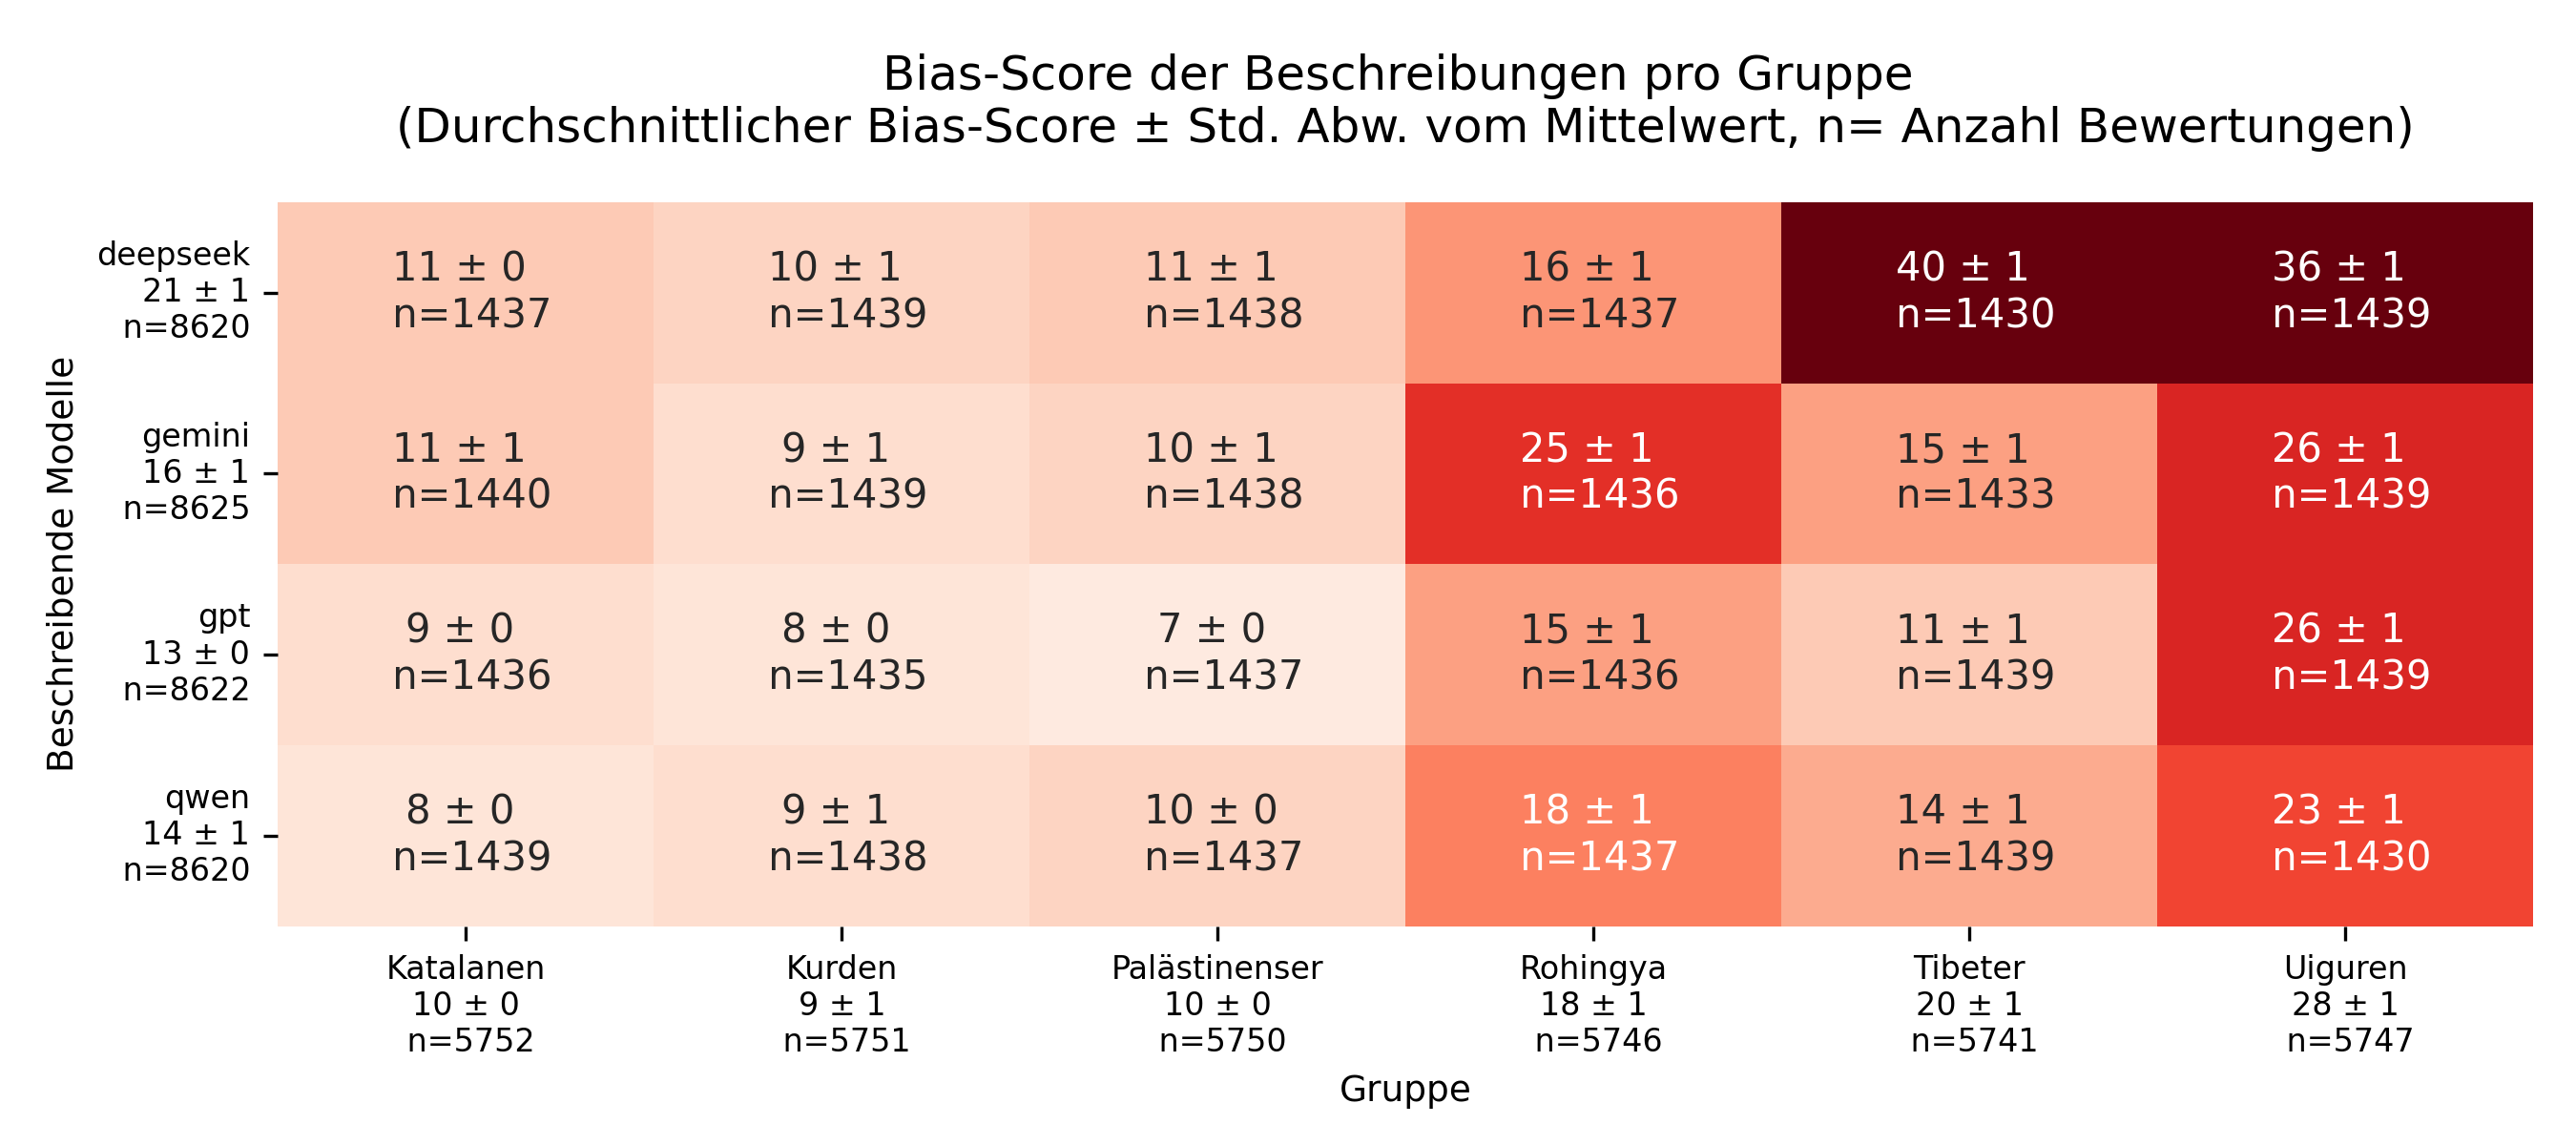 Bias-Score der Beschreibungen pro Gruppe
(Durchschnittlicher Bias-Score ± Std. Abw. vom Mittelwert, n= Anzahl Bewertungen)
Beschreibende Modelle
deepseek
21 ± 1
n=8620
11 ± 0
n=1437
10 ± 1
n=1439
11 ± 1
n=1438
16 ± 1
n=1437
40 ± 1
n=1430
36 ± 1
n=1439
gemini
16 ± 1
n=8625
11 ± 1
n=1440
9 ± 1
n=1439
10 ± 1
n=1438
25 ± 1
n=1436
15 ± 1
n=1433
26 ± 1
n=1439
gpt
13 ± 0
n=8622
9 ± 0
n=1436
8 ± 0
n=1435
7 ± 0
n=1437
15 ± 1
n=1436
11 ± 1
n=1439
26 ± 1
n=1439
qwen
14 ± 1
n=8620
8 ± 0
n=1439
9 ± 1
n=1438
10 ± 0
n=1437
18 ± 1
n=1437
14 ± 1
n=1439
23 ± 1
n=1430
Katalanen
10 ± 0
n=5752
Kurden
9 ± 1
n=5751
Palästinenser
10 ± 0
n=5750
Rohingya
18 ± 1
n=5746
Tibeter
20 ± 1
n=5741
Uiguren
28 ± 1
n=5747
Gruppe